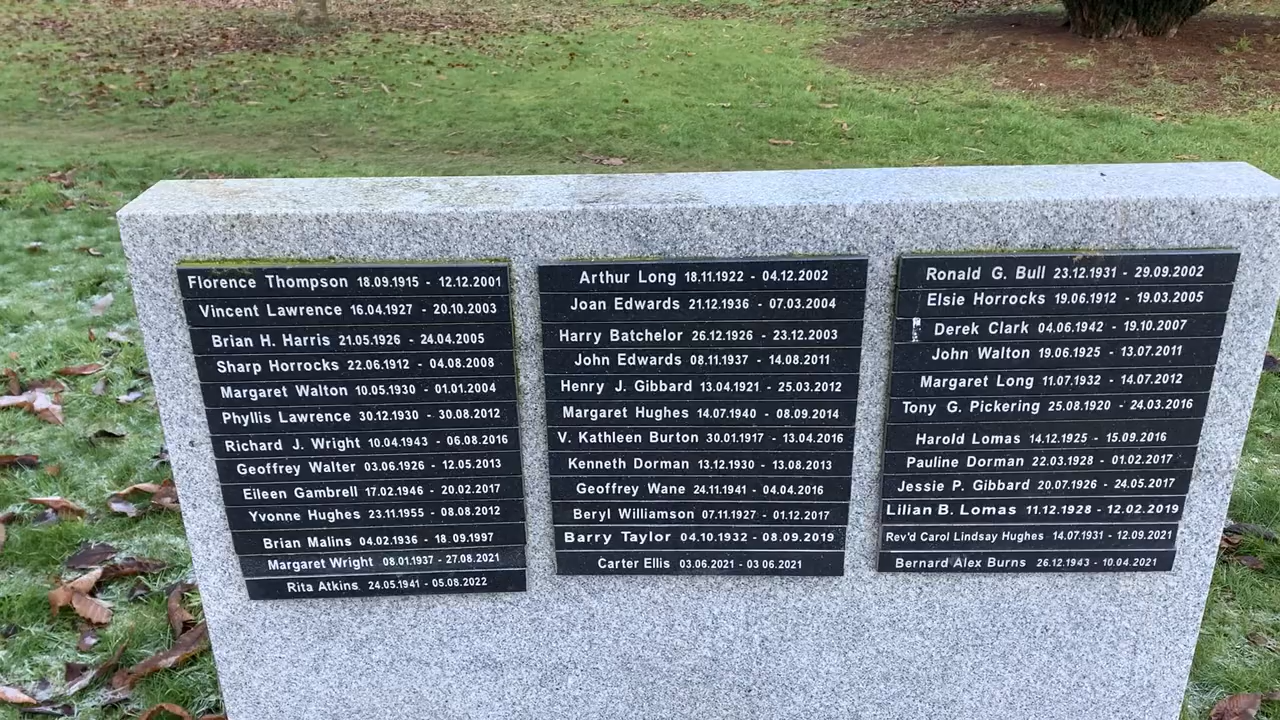 Florence Thompson 18.09.1915 - 12.12.2001
Vincent Lawrence 16.04.1927 - 20.10.2003
Brian H. Harris 21.05.1926 - 24.04.2005
Sharp Horrocks 22.06.1912 - 04.08.2008
Margaret Walton 10.05.1930 - 01.01.2004
Phyllis Lawrence 30.12.1930 - 30.08.2012
Richard J. Wright 10.04.1943 - 06.08.2016
Geoffrey Walter 03.06.1926 - 12.05.2013
Eileen Gambrell 17.02.1946 - 20.02.2017
Yvonne Hughes 23.11.1955 - 08.08.2012
Brian Malins 04.02.1936 - 18.09.1997
Margaret Wright 08.01.1937 - 27.08.2021
Rita Atkins 24.05.1941 - 05.08.2022
Arthur Long 18.11.1922 - 04.12.2002
Joan Edwards 21.12.1936 - 07.03.2004
Harry Batchelor 26.12.1926 - 23.12.2003
John Edwards 08.11.1937 - 14.08.2011
Henry J. Gibbard 13.04.1921 - 25.03.2012
Margaret Hughes 14.07.1940 - 08.09.2014
V. Kathleen Burton 30.01.1917 - 13.04.2016
Kenneth Dorman 13.12.1930 - 13.08.2013
Geoffrey Wane 24.11.1941 - 04.04.2016
Beryl Williamson 07.11.1927 - 01.12.2017
Barry Taylor 04.10.1932 - 08.09.2019
Carter Ellis 03.06.2021 - 03.06.2021
Ronald G. Bull 23.12.1931 - 29.09.2002
Elsie Horrocks 19.06.1912 - 19.03.2005
Derek Clark 04.06.1942 - 19.10.2007
John Walton 19.06.1925 - 13.07.2011
Margaret Long 11.07.1932 - 14.07.2012
Tony G. Pickering 25.08.1920 - 24.03.2016
Harold Lomas 14.12.1925 - 15.09.2016
Pauline Dorman 22.03.1928 - 01.02.2017
Jessie P. Gibbard 20.07.1926 - 24.05.2017
Lilian B. Lomas 11.12.1928 - 12.02.2019
Rev'd Carol Lindsay Hughes 14.07.1931 - 12.09.2021
Bernard Alex Burns 26.12.1943 - 10.04.2021